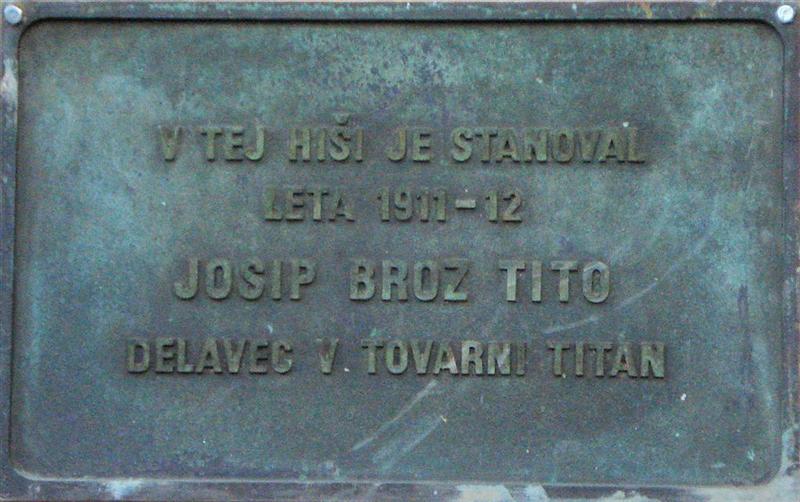 V TEJ HIŠI JE STANOVAL
LETA 1911-12
JOSIP BROZ TITO
DELAVEC V TOVARNI TITAN